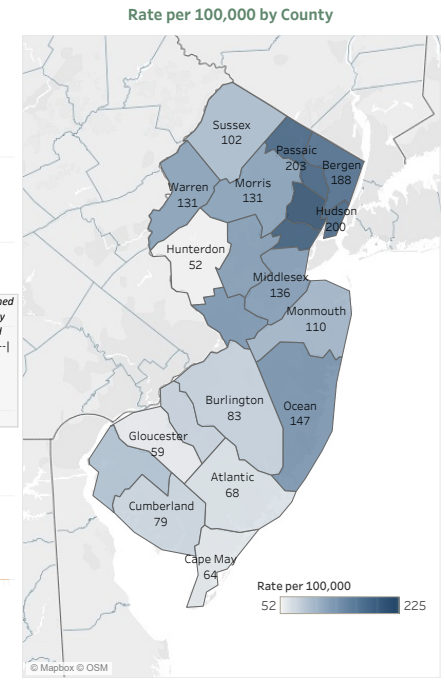 Rate per 100,000 by County
Sussex
102
Passaic
203
Bergen
188
Warren
131
Morris
131
Hudson
200
Hunterdon
52
Middlesex
136
Monmouth
110
ned
y
d
--|
Burlington
83
Ocean
147
Gloucester
59
Atlantic
68
Cumberland
79
Cape May
64
Rate per 100,000
52 225
© Mapbox © OSM